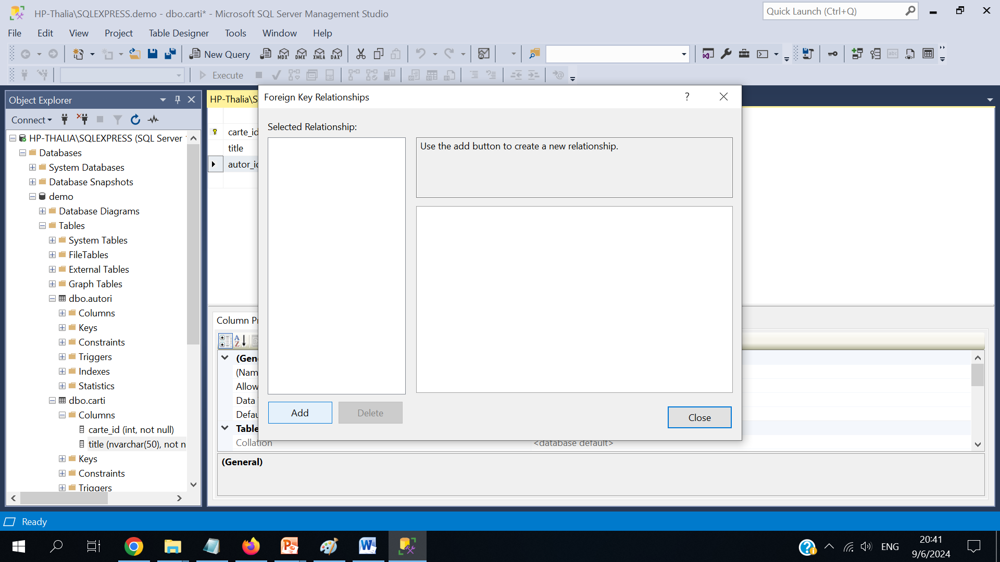 HP-Thalia\SQLEXPRESS.demo - dbo.carti* - Microsoft SQL Server Management Studio
Quick Launch (Ctrl+Q)
File Edit View Project Table Designer Tools Window Help
New Query MDX DMX XMLA DAX
Execute
Object Explorer
Connect
HP-THALIA\SQLEXPRESS (SQL Server
Databases
System Databases
Database Snapshots
demo
Database Diagrams
Tables
System Tables
FileTables
External Tables
Graph Tables
dbo.autori
Columns
Keys
Constraints
Triggers
Indexes
Statistics
dbo.carti
Columns
carte_id (int, not null)
title (nvarchar(50), not n
Keys
Constraints
Triggers
HP-Thalia\S
carte_id
title
autor_id
Foreign Key Relationships
Selected Relationship:
Use the add button to create a new relationship.
Add
Delete
Close
Column Pr
(Gen
(Nam
Allow
Data
Defau
Table
Collation <database default>
(General)
Ready
ENG
20:41
9/6/2024